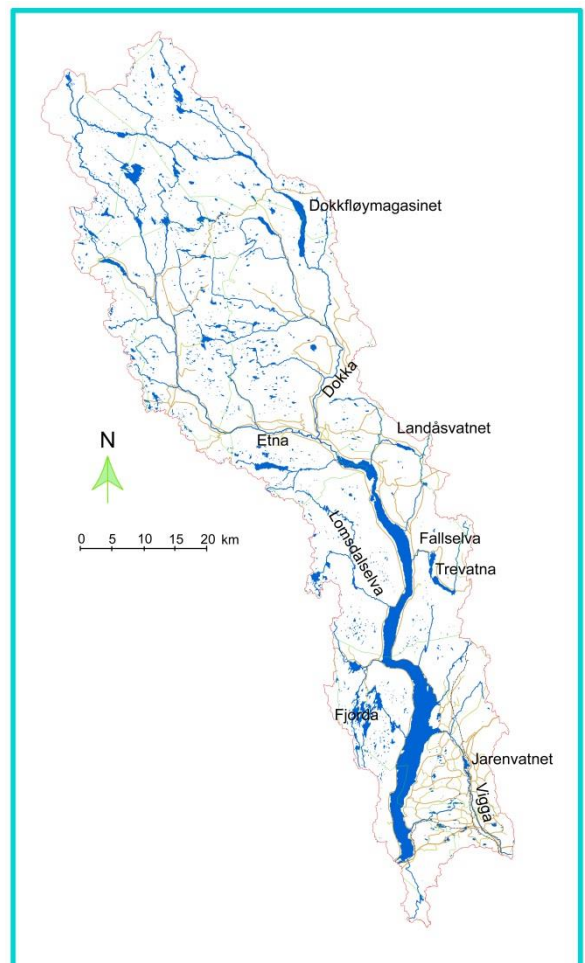 Dokkfløymagasinet
Dokka
Landåsvatnet
Etna
N
0 5 10 15 20 km
Lomsdalselva
Fallselva
Trevatna
Fjorda
Jarenvatnet
Vigga